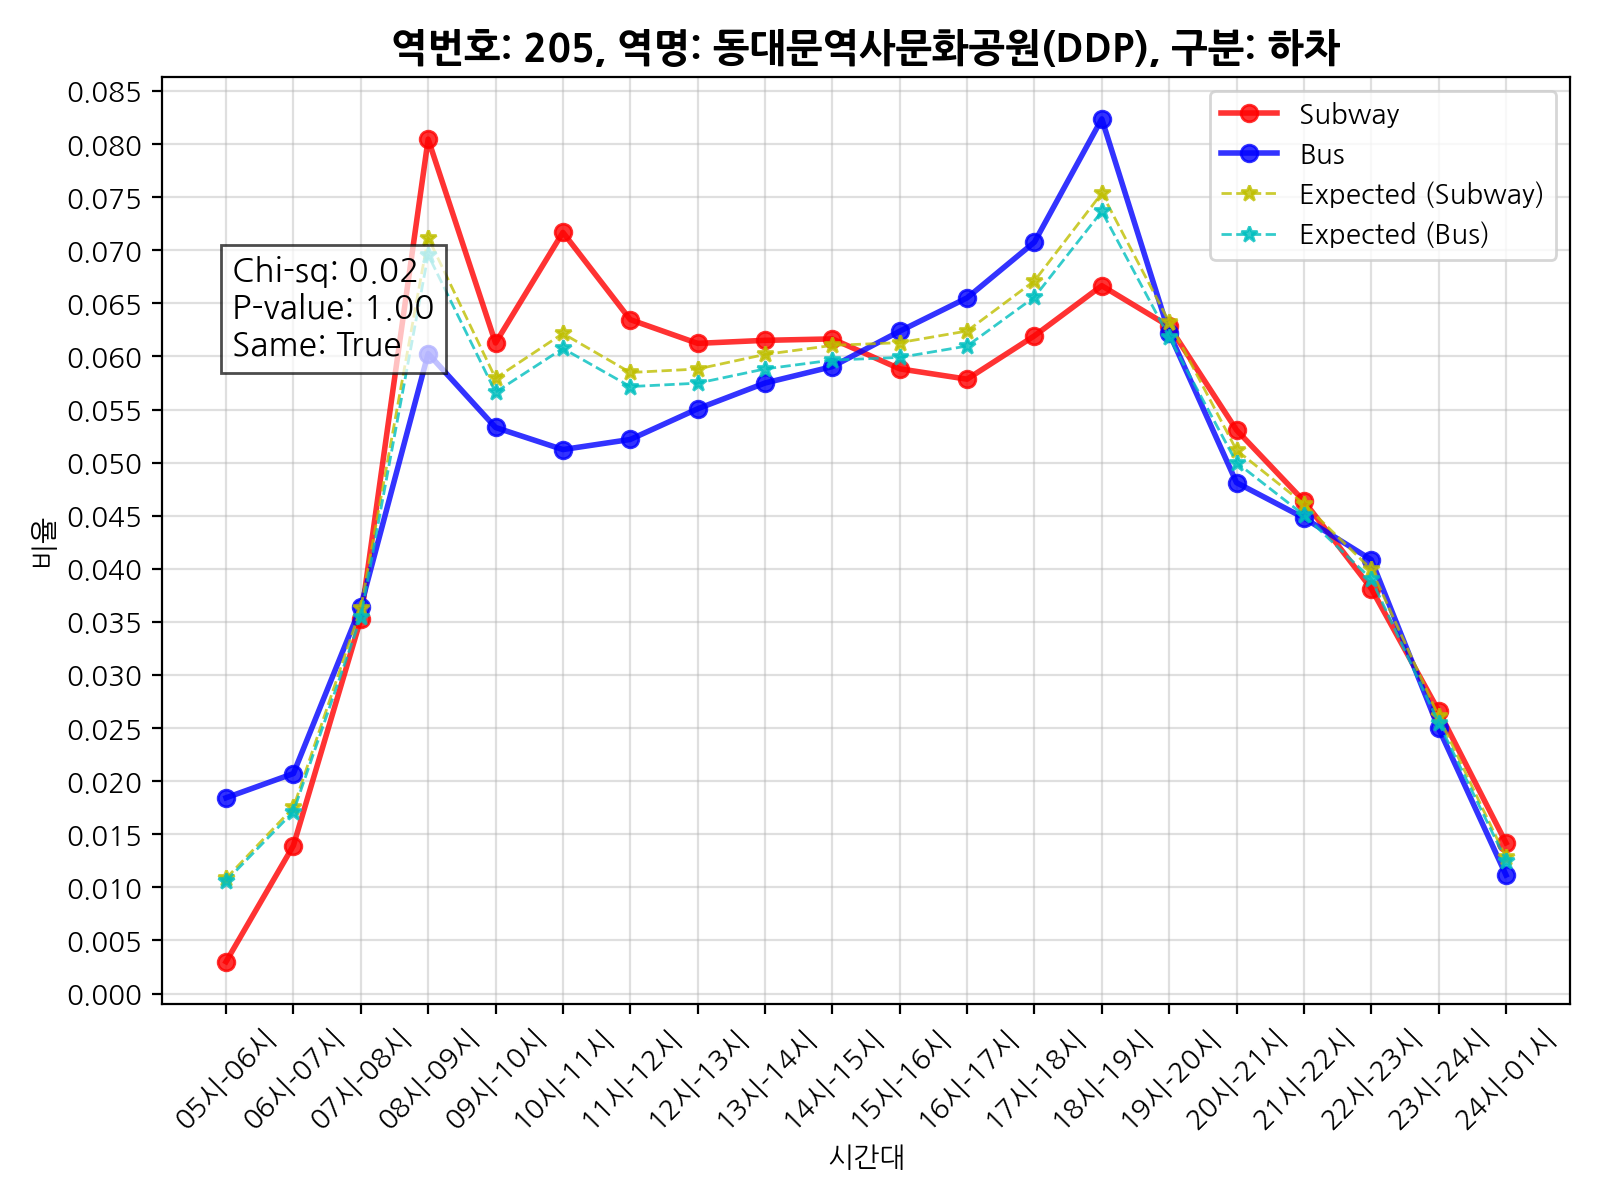 역번호: 205, 역명: 동대문역사문화공원(DDP), 구분: 하차
0.085
0.080
0.075
0.070
0.065
0.060
0.055
0.050
0.045
0.040
0.035
0.030
0.025
0.020
0.015
0.010
0.005
0.000
비율
Subway
Bus
Expected (Subway)
Expected (Bus)
Chi-sq: 0.02
P-value: 1.00
Same: True
05시-06시
06시-07시
07시-08시
08시-09시
09시-10시
10시-11시
11시-12시
12시-13시
13시-14시
14시-15시
15시-16시
16시-17시
17시-18시
18시-19시
19시-20시
20시-21시
21시-22시
22시-23시
23시-24시
24시-01시
시간대